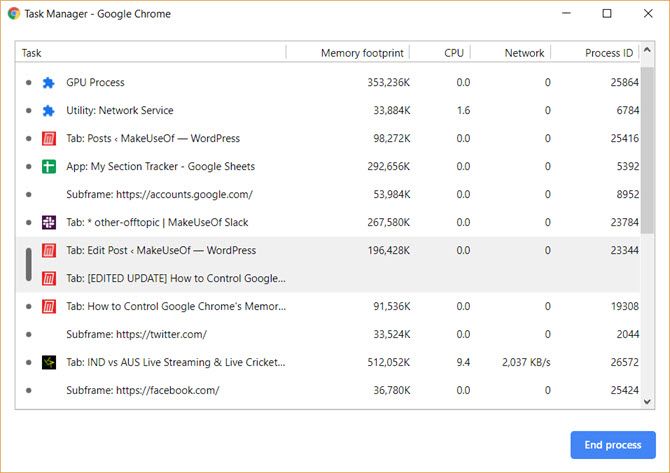 Task Manager - Google Chrome
Task Memory footprint CPU Network Process ID
GPU Process 353,236K 0.0 0 25864
Utility: Network Service 33,884K 1.6 0 6784
Tab: Posts ‹ MakeUseOf — WordPress 98,272K 0.0 0 25416
App: My Section Tracker - Google Sheets 292,656K 0.0 0 5392
Subframe: https://accounts.google.com/ 53,984K 0.0 0 8952
Tab: * other-offtopic | MakeUseOf Slack 267,580K 0.0 0 23784
Tab: Edit Post ‹ MakeUseOf — WordPress 196,428K 0.0 0 23344
Tab: [EDITED UPDATE] How to Control Google...
Tab: How to Control Google Chrome's Memor... 91,536K 0.0 0 19308
Subframe: https://twitter.com/ 33,524K 0.0 0 2044
Tab: IND vs AUS Live Streaming & Live Cricket... 512,052K 9.4 2,037 KB/s 26572
Subframe: https://facebook.com/ 36,780K 0.0 0 25424
End process